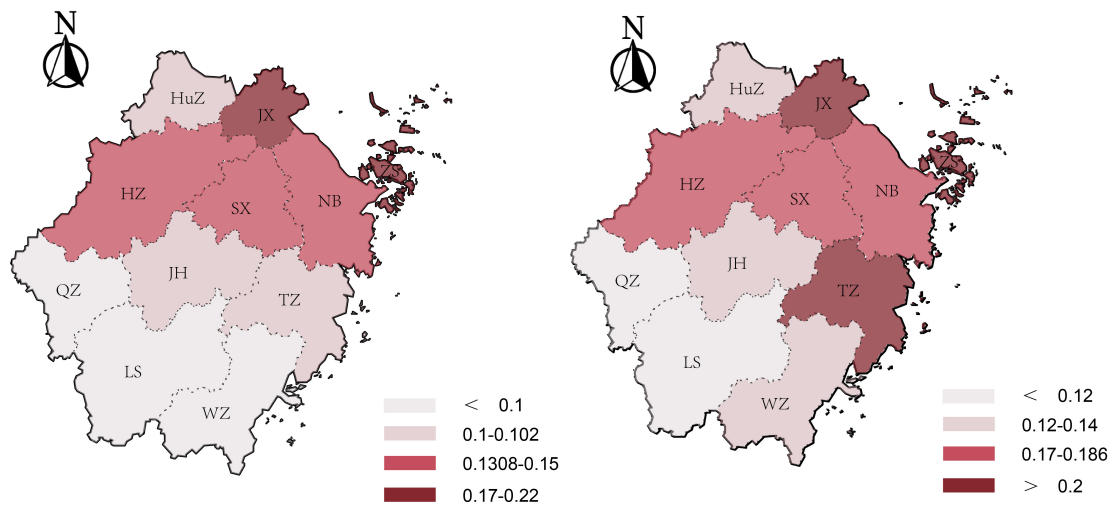 N
HuZ
JX
ZS
HZ
SX
NB
JH
QZ
TZ
LS
WZ
< 0.1
0.1-0.102
0.1308-0.15
0.17-0.22
N
HuZ
JX
ZS
HZ
SX
NB
JH
QZ
TZ
LS
WZ
< 0.12
0.12-0.14
0.17-0.186
> 0.2